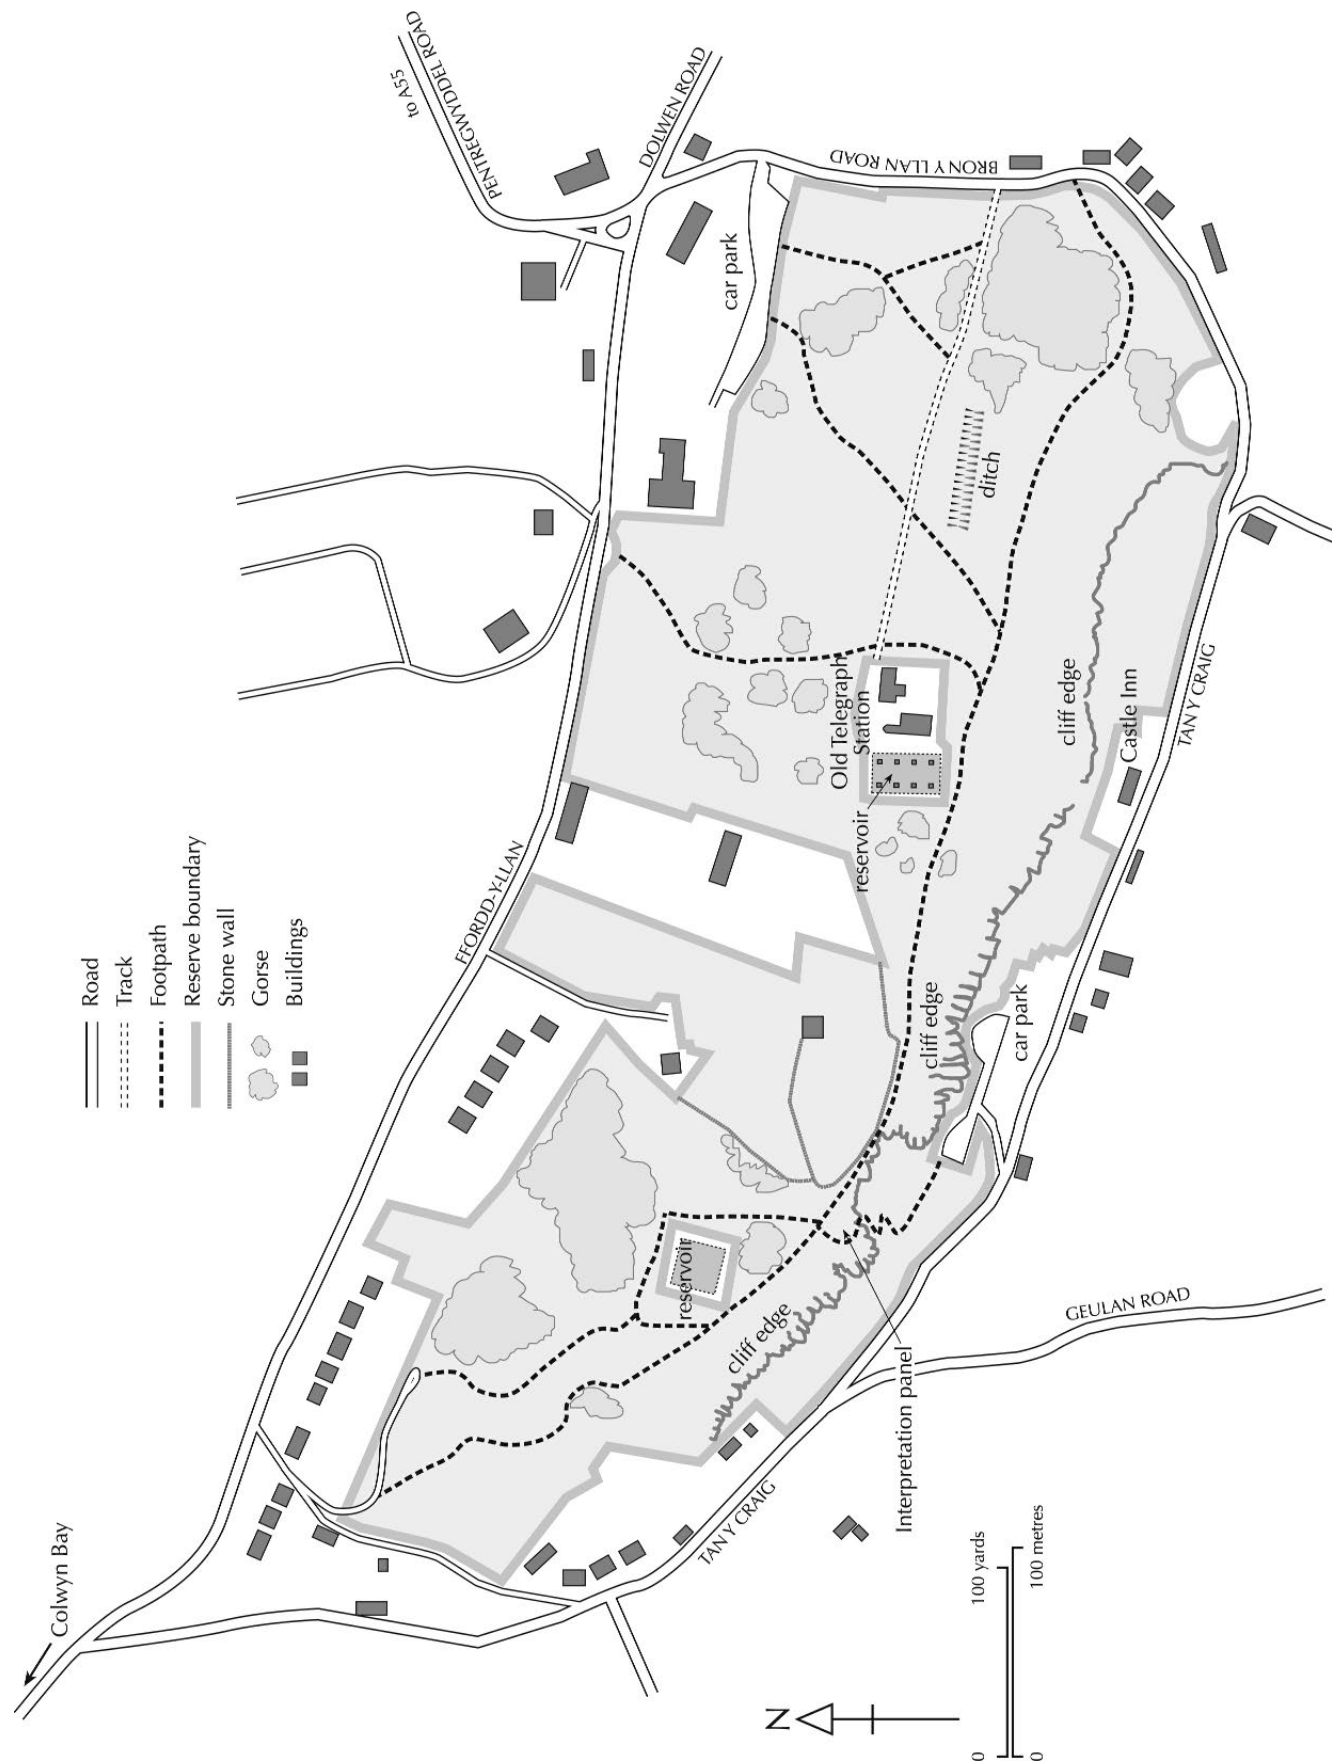 PENTREGWYDDEL ROAD
to A55
DOLWEN ROAD
BRON Y LLAN ROAD
car park
FFORDD-Y-LLAN
Road
Track
Footpath
Reserve boundary
Stone wall
Gorse
Buildings
ditch
Old Telegraph
Station
reservoir
cliff edge
Castle Inn
TAN Y CRAIG
cliff edge
car park
reservoir
cliff edge
GEULAN ROAD
Interpretation panel
TAN Y CRAIG
Colwyn Bay
N
0
100 yards
0
100 metres